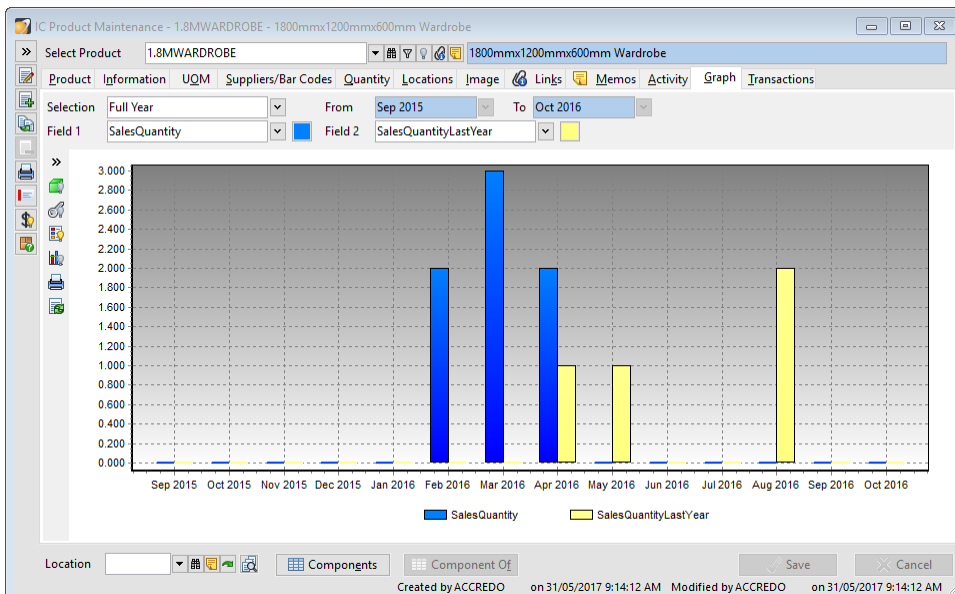 IC Product Maintenance - 1.8MWARDROBE - 1800mmx1200mmx600mm Wardrobe
Select Product 1.8MWARDROBE 1800mmx1200mmx600mm Wardrobe
Product Information UOM Suppliers/Bar Codes Quantity Locations Image Links Memos Activity Graph Transactions
Selection Full Year From Sep 2015 To Oct 2016
Field 1 SalesQuantity Field 2 SalesQuantityLastYear
3.000
2.800
2.600
2.400
2.200
2.000
1.800
1.600
1.400
1.200
1.000
0.800
0.600
0.400
0.200
0.000
Sep 2015 Oct 2015 Nov 2015 Dec 2015 Jan 2016 Feb 2016 Mar 2016 Apr 2016 May 2016 Jun 2016 Jul 2016 Aug 2016 Sep 2016 Oct 2016
SalesQuantity SalesQuantityLastYear
Location Components Component Of Save Cancel
Created by ACCREDO on 31/05/2017 9:14:12 AM Modified by ACCREDO on 31/05/2017 9:14:12 AM